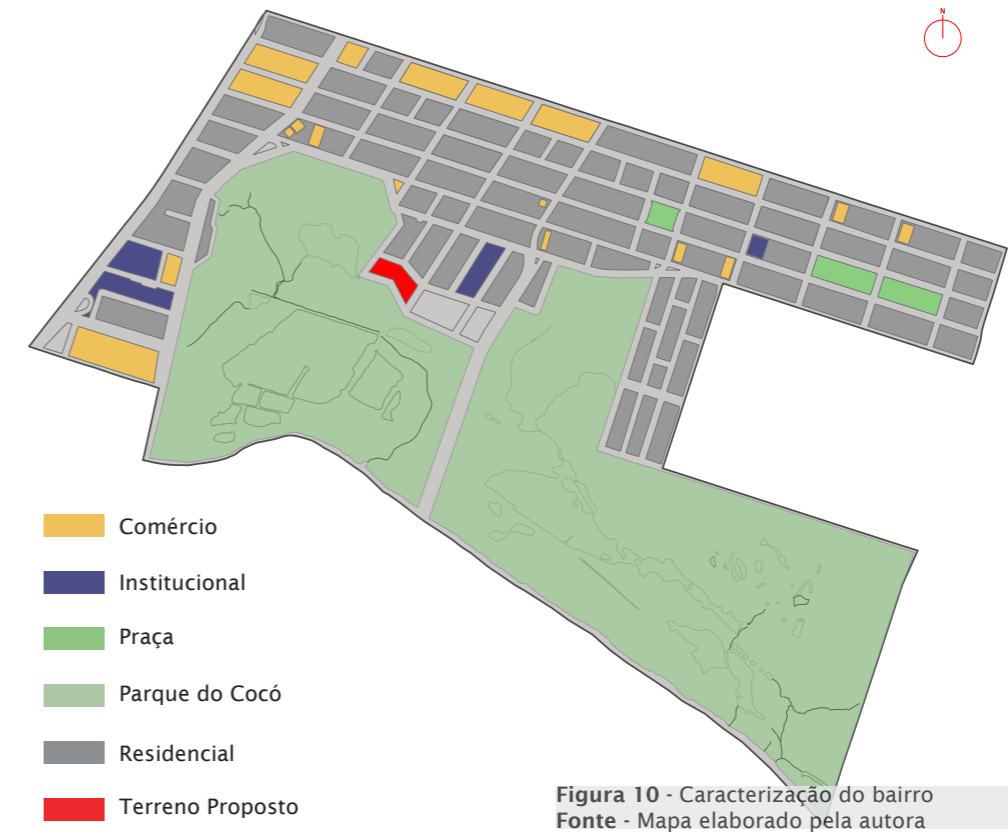 N
Comércio
Institucional
Praça
Parque do Cocó
Residencial
Terreno Proposto
Figura 10 - Caracterização do bairro
Fonte - Mapa elaborado pela autora